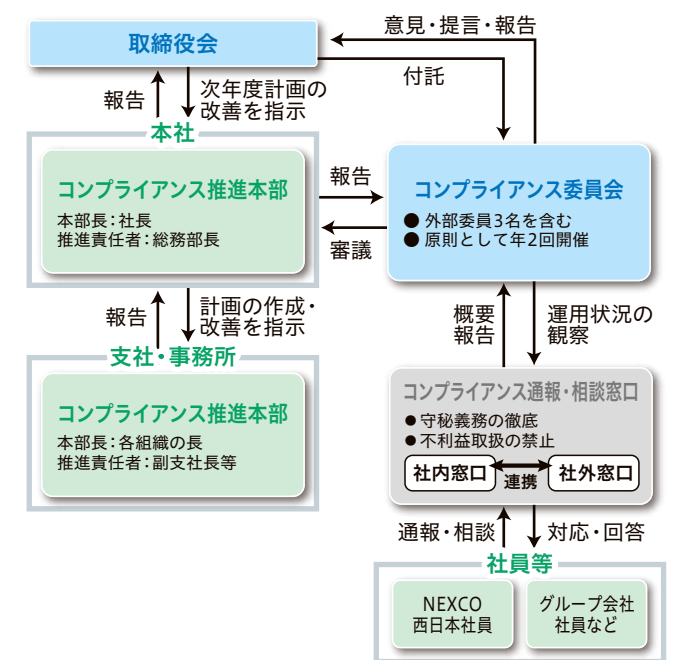 取締役会
意見・提言・報告
付託
報告
次年度計画の
改善を指示
本社
コンプライアンス推進本部
本部長：社長
推進責任者：総務部長
報告
審議
コンプライアンス委員会
● 外部委員3名を含む
● 原則として年2回開催
報告
計画の作成・
改善を指示
支社・事務所
コンプライアンス推進本部
本部長：各組織の長
推進責任者：副支社長等
概要
報告
運用状況の
観察
コンプライアンス通報・相談窓口
● 守秘義務の徹底
● 不利益取扱の禁止
社内窓口
連携
社外窓口
通報・相談
対応・回答
社員等
NEXCO
西日本社員
グループ会社
社員など